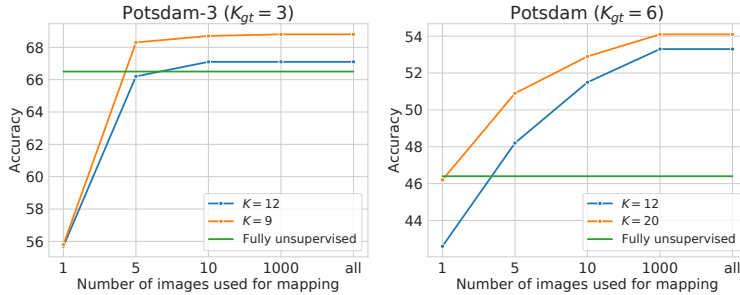 Potsdam-3 (K_gt = 3)
Accuracy
68
66
64
62
60
58
56
1 5 10 1000 all
Number of images used for mapping
K = 12
K = 9
Fully unsupervised
Potsdam (K_gt = 6)
Accuracy
54
52
50
48
46
44
1 5 10 1000 all
Number of images used for mapping
K = 12
K = 20
Fully unsupervised